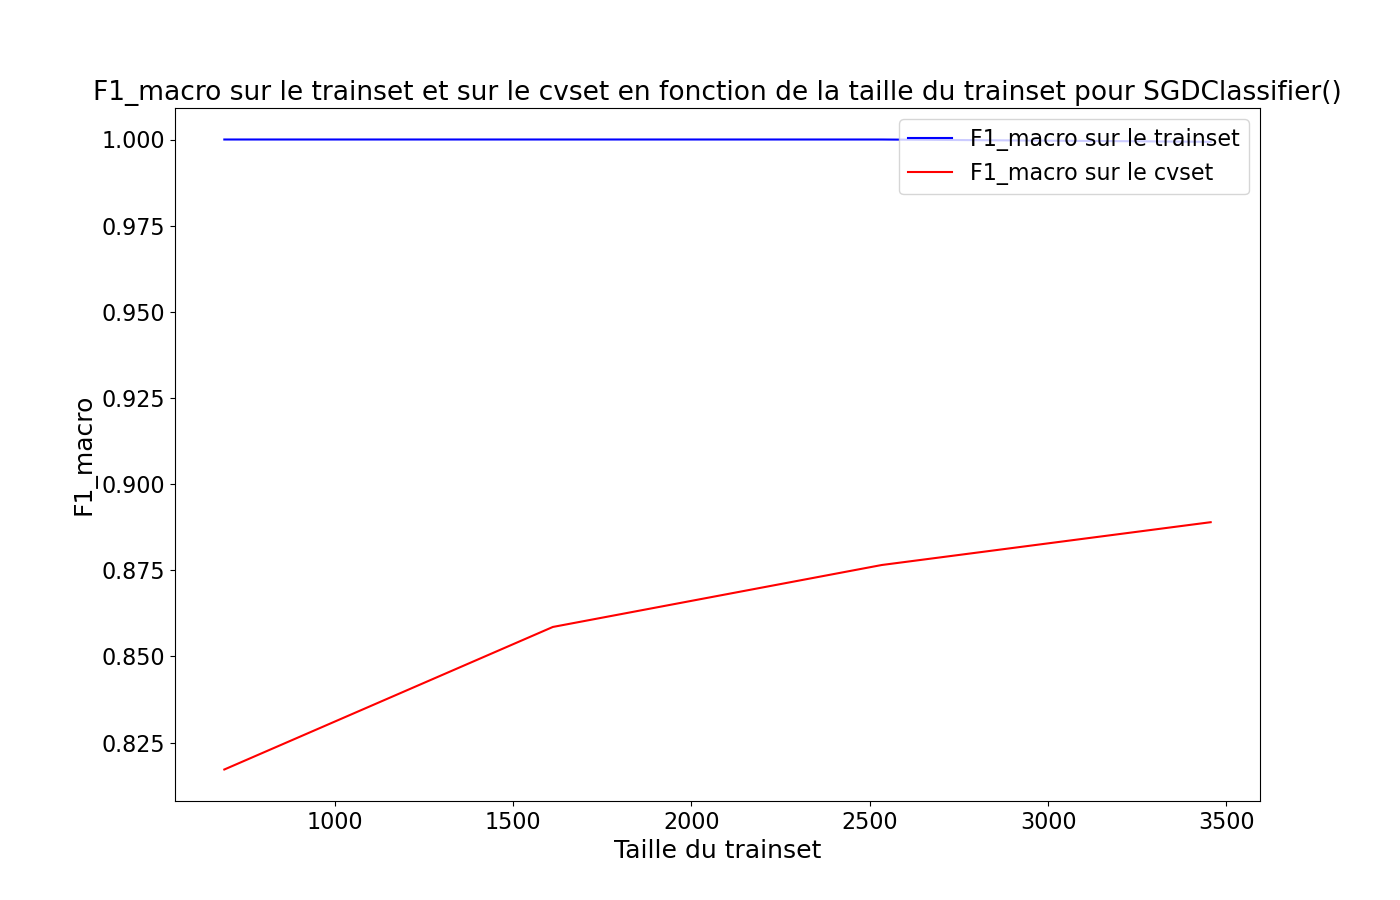 F1_macro sur le trainset et sur le cvset en fonction de la taille du trainset pour SGDClassifier()
F1_macro sur le trainset
F1_macro sur le cvset
1.000
0.975
0.950
0.925
0.900
0.875
0.850
0.825
F1_macro
1000 1500 2000 2500 3000 3500
Taille du trainset